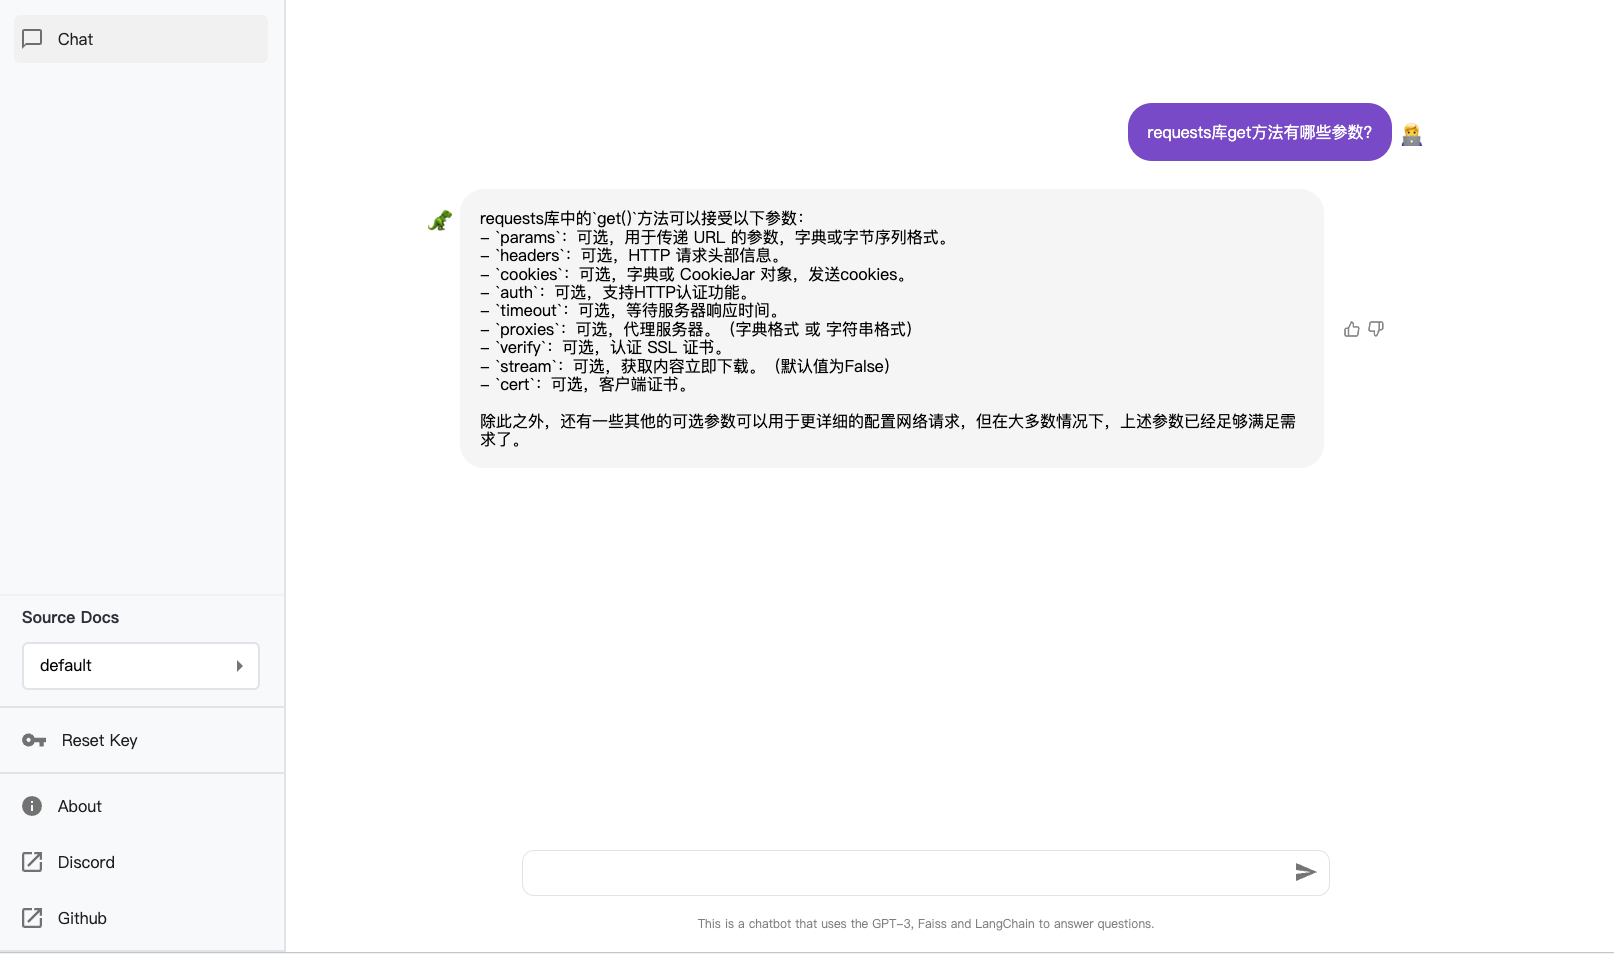 Chat
requests库get方法有哪些参数?
requests库中的`get()`方法可以接受以下参数：
- `params`：可选，用于传递 URL 的参数，字典或字节序列格式。
- `headers`：可选，HTTP 请求头部信息。
- `cookies`：可选，字典或 CookieJar 对象，发送cookies。
- `auth`：可选，支持HTTP认证功能。
- `timeout`：可选，等待服务器响应时间。
- `proxies`：可选，代理服务器。（字典格式 或 字符串格式）
- `verify`：可选，认证 SSL 证书。
- `stream`：可选，获取内容立即下载。（默认值为False）
- `cert`：可选，客户端证书。
除此之外，还有一些其他的可选参数可以用于更详细的配置网络请求，但在大多数情况下，上述参数已经足够满足需
求了。
Source Docs
default
Reset Key
About
Discord
Github
This is a chatbot that uses the GPT-3, Faiss and LangChain to answer questions.